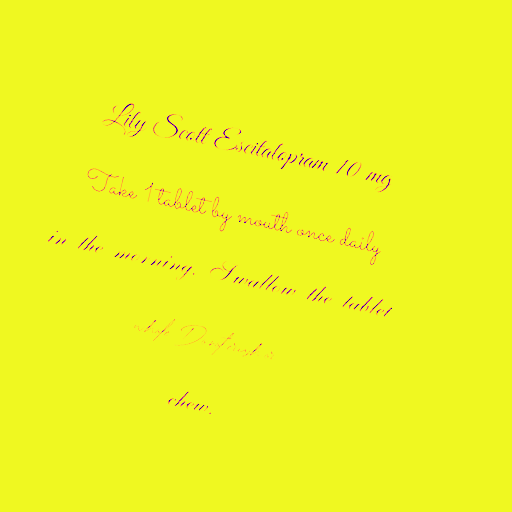 Lily Scott Escitalopram 10 mg
Take 1 tablet by mouth once daily
in the morning. Swallow the tablet
chew.